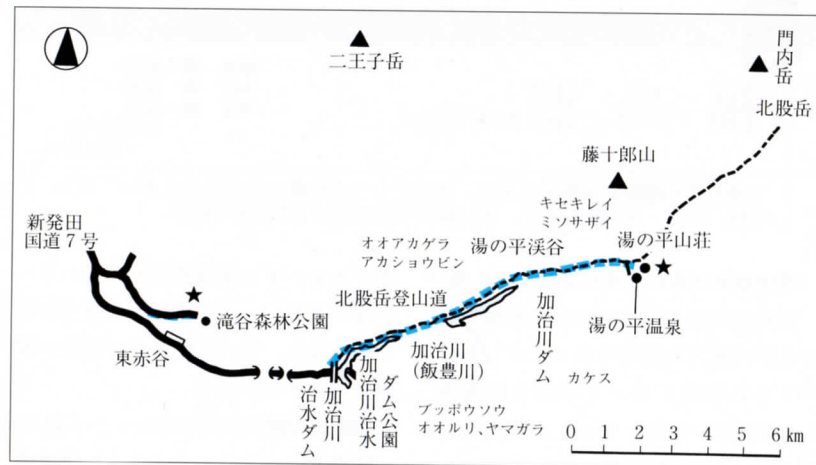 二王子岳
門内岳
北股岳
藤十郎山
キセキレイ
ミソサザイ
新発田
国道7号
オオアカゲラ
アカショウビン
湯の平渓谷
湯の平山荘
滝谷森林公園
北股岳登山道
湯の平温泉
東赤谷
加治川
(飯豊川)
加治川ダム
カケス
加治川
治水ダム
加治川治水
ダム公園
ブッポウソウ
オオルリ、ヤマガラ
0 1 2 3 4 5 6 km